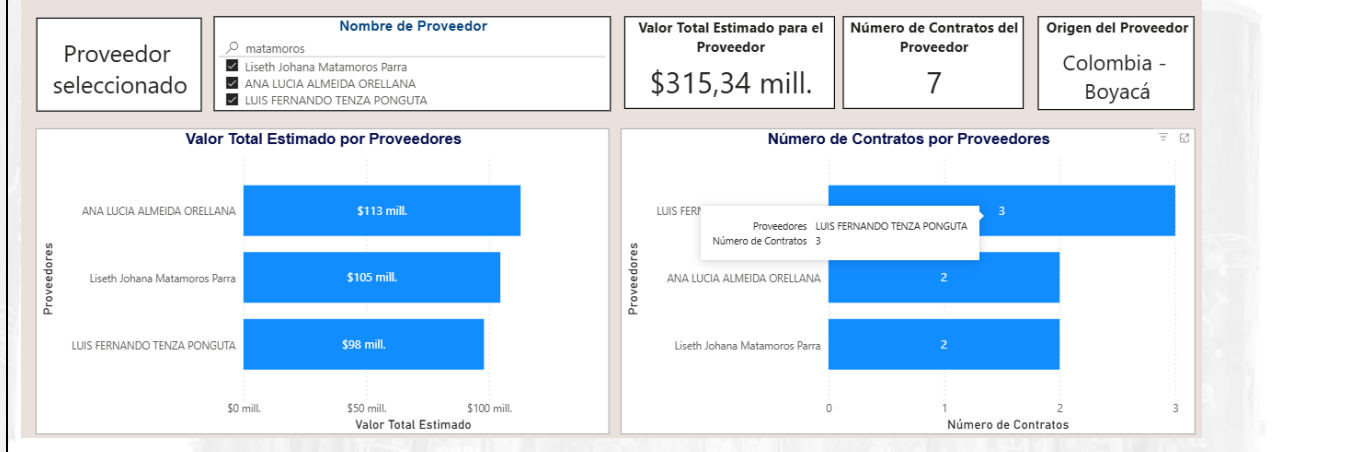 Proveedor
seleccionado
Nombre de Proveedor
matamoros
Liseth Johana Matamoros Parra
ANA LUCIA ALMEIDA ORELLANA
LUIS FERNANDO TENZA PONGUTA
Valor Total Estimado para el
Proveedor
$315,34 mill.
Número de Contratos del
Proveedor
7
Origen del Proveedor
Colombia -
Boyacá
Valor Total Estimado por Proveedores
Proveedores
ANA LUCIA ALMEIDA ORELLANA
$113 mill.
Liseth Johana Matamoros Parra
$105 mill.
LUIS FERNANDO TENZA PONGUTA
$98 mill.
$0 mill. $50 mill. $100 mill.
Valor Total Estimado
Número de Contratos por Proveedores
Proveedores
LUIS FER
3
Proveedores LUIS FERNANDO TENZA PONGUTA
Número de Contratos 3
ANA LUCIA ALMEIDA ORELLANA
2
Liseth Johana Matamoros Parra
2
0 1 2 3
Número de Contratos